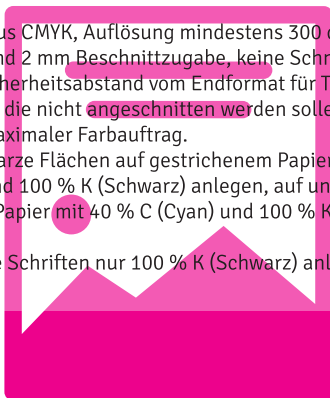 us CMYK, Auflösung mindestens 300
nd 2 mm Beschnittzugabe, keine Schr
herheitsabstand vom Endformat für T
die nicht angeschnitten werden solle
aximaler Farbauftrag.
arze Flächen auf gestrichenem Papier
nd 100 % K (Schwarz) anlegen, auf un
Papier mit 40 % C (Cyan) und 100 % K
e Schriften nur 100 % K (Schwarz) anl